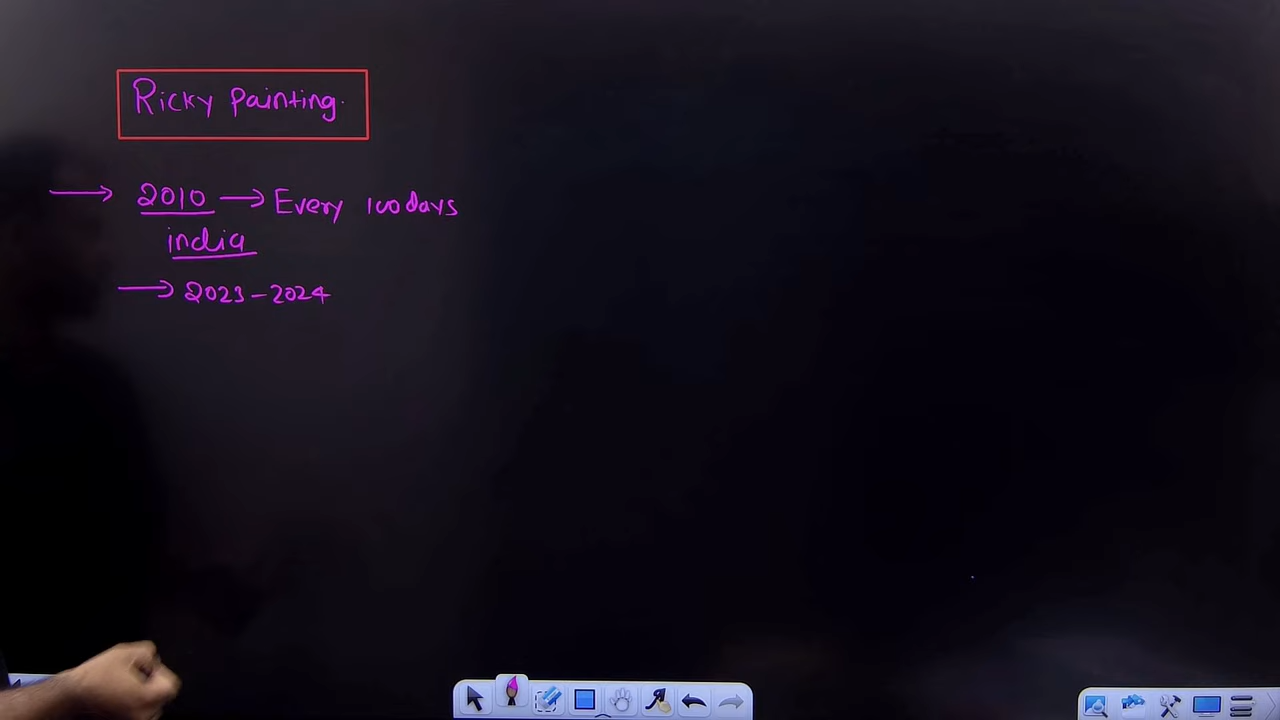 Ricky Painting.
→ 2010 → Every 100 days
india
→ 2023 - 2024